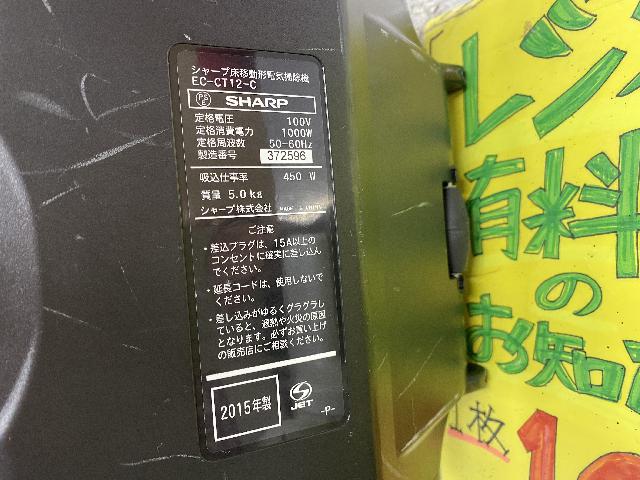 シャープ床移動形電気掃除機
EC-CT12-C
PS E SHARP
定格電圧 100V
定格消費電力 1000W
定格周波数 50-60Hz
製造番号 372596
吸込仕事率 450 W
質量 5.0kg
シャープ株式会社 MADE IN CHINA
ご注意
・差込プラグは、15A以上の
コンセントに確実に差し込ん
でください。
・延長コードは、使用しないで
ください。
・差し込みがゆるくグラグラし
ていると、過熱や火災の原因
となります。必ずお買い上げ
の販売店にご相談ください。
2015年製
S JET
-P-
レジ
有料
の
お知
1枚